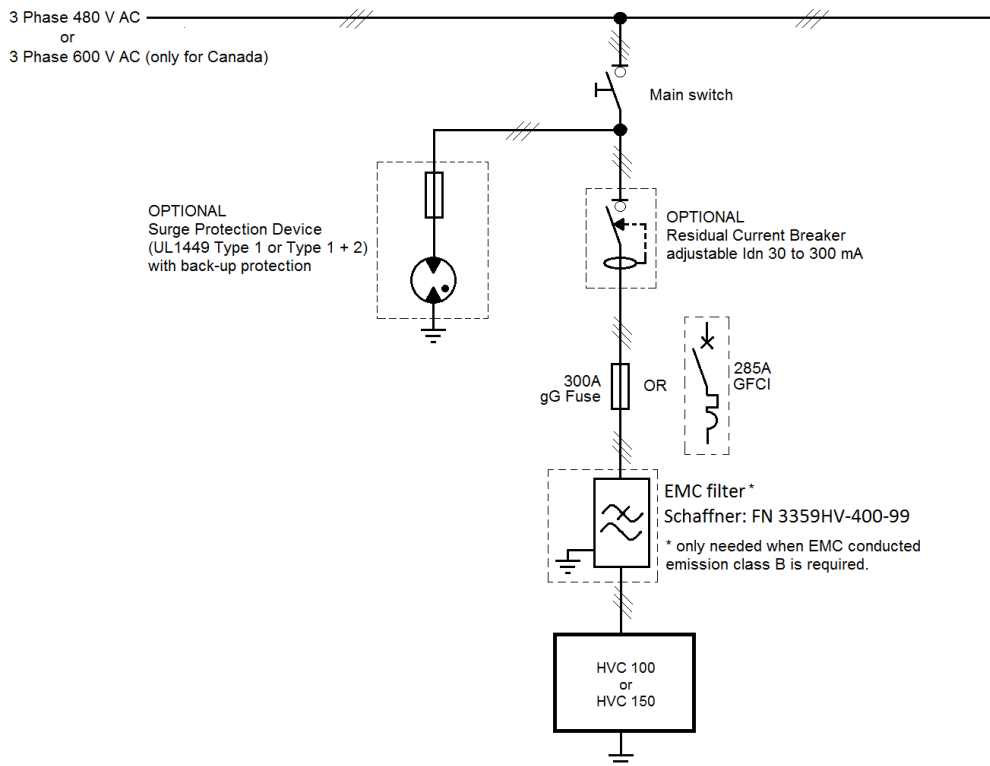 3 Phase 480 V AC
or
3 Phase 600 V AC (only for Canada)
Main switch
OPTIONAL
Surge Protection Device
(UL1449 Type 1 or Type 1 + 2)
with back-up protection
OPTIONAL
Residual Current Breaker
adjustable Idn 30 to 300 mA
300A
gG Fuse
OR
285A
GFCI
EMC filter *
Schaffner: FN 3359HV-400-99
* only needed when EMC conducted
emission class B is required.
HVC 100
or
HVC 150